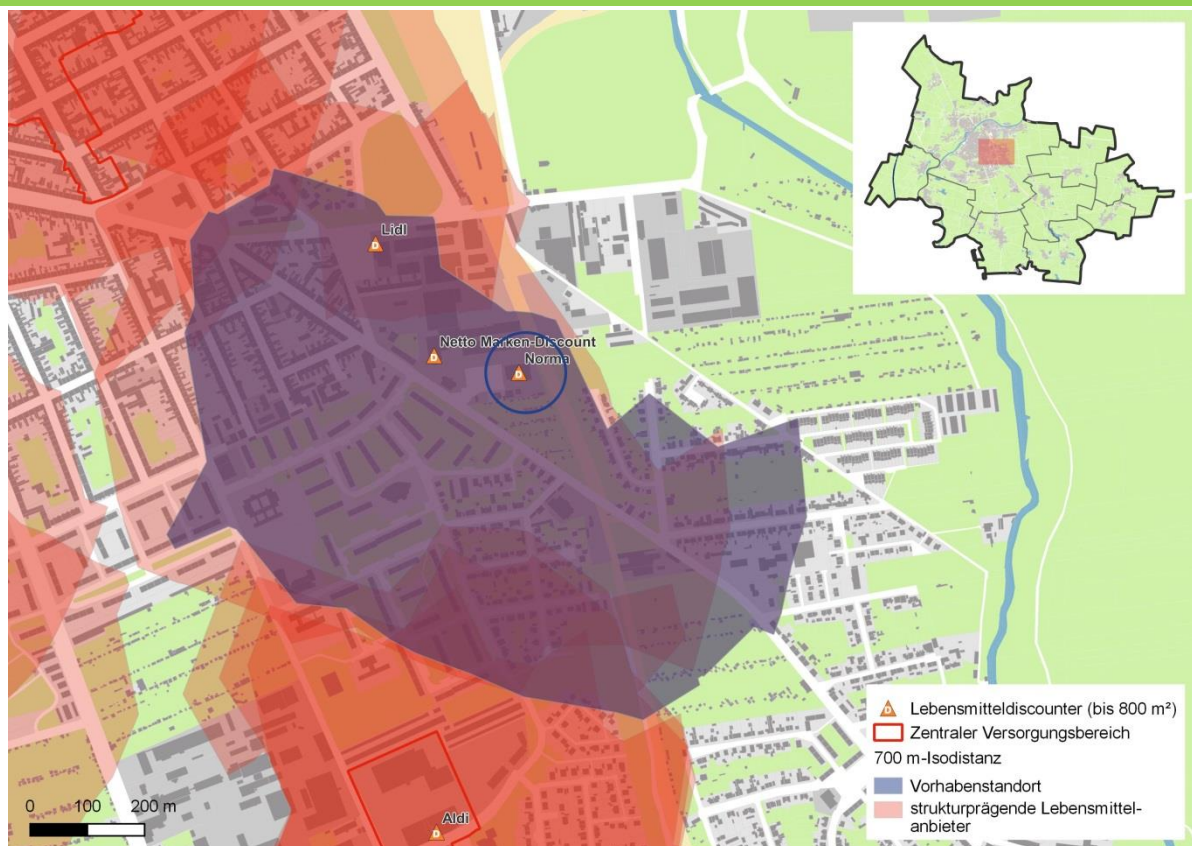 Lidl
D
Netto Marken-Discount
D
Norma
D
Aldi
D
0 100 200 m
D Lebensmitteldiscounter (bis 800 m²)
Zentraler Versorgungsbereich
700 m-Isodistanz
Vorhabenstandort
strukturprägende Lebensmittel-
anbieter